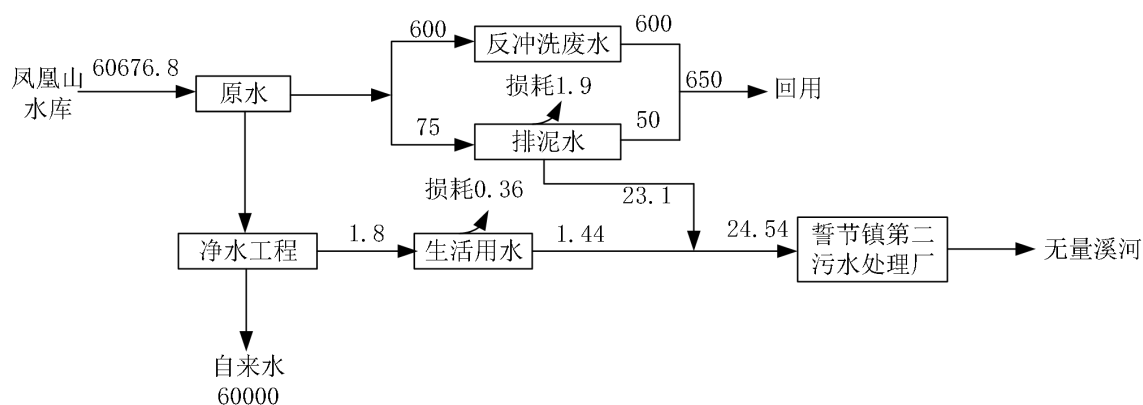 凤凰山
水库
60676.8
原水
600
反冲洗废水
600
650
回用
损耗1.9
75
排泥水
50
23.1
损耗0.36
净水工程
1.8
生活用水
1.44
24.54
誓节镇第二
污水处理厂
无量溪河
自来水
60000